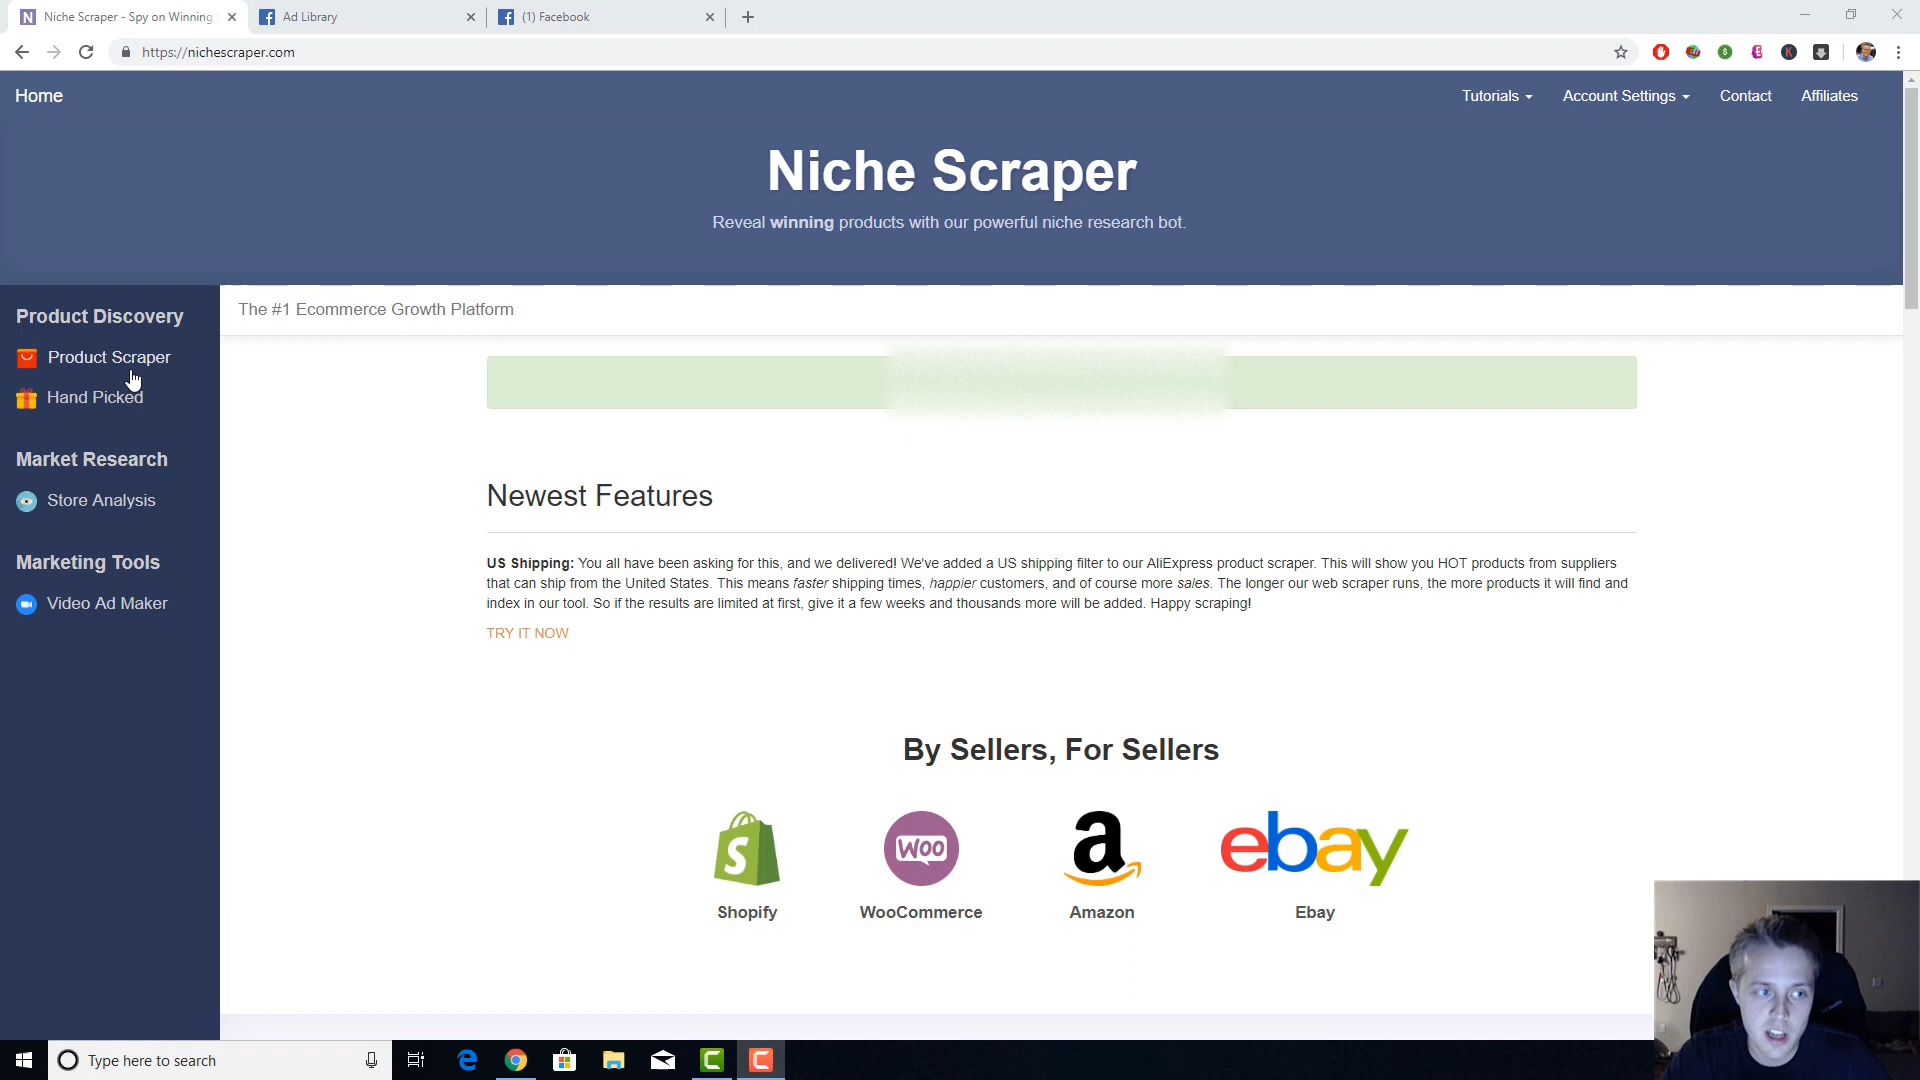 Niche Scraper - Spy on Winning
Ad Library
(1) Facebook
https://nichescraper.com
Home
Tutorials
Account Settings
Contact
Affiliates
Niche Scraper
Reveal winning products with our powerful niche research bot.
Product Discovery
Product Scraper
Hand Picked
Market Research
Store Analysis
Marketing Tools
Video Ad Maker
The #1 Ecommerce Growth Platform
Newest Features
US Shipping: You all have been asking for this, and we delivered! We've added a US shipping filter to our AliExpress product scraper. This will show you HOT products from suppliers
that can ship from the United States. This means faster shipping times, happier customers, and of course more sales. The longer our web scraper runs, the more products it will find and
index in our tool. So if the results are limited at first, give it a few weeks and thousands more will be added. Happy scraping!
TRY IT NOW
By Sellers, For Sellers
S
Woo
a
ebay
Shopify
WooCommerce
Amazon
Ebay
Type here to search